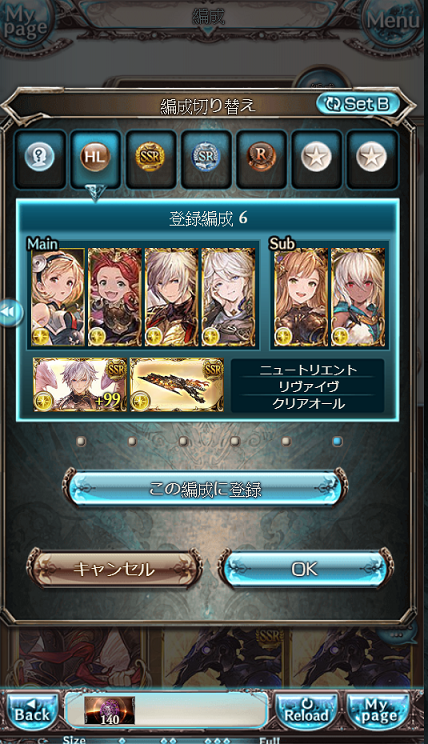 My page
編成
Menu
編成切り替え
Set B
HL
SSR
SR
R
登録編成 6
Main
Sub
SSR
+99
SSR
ニュートリエント
リヴァイヴ
クリアオール
この編成に登録
キャンセル
OK
SSR
Back
140
Reload
My page
Size
Full